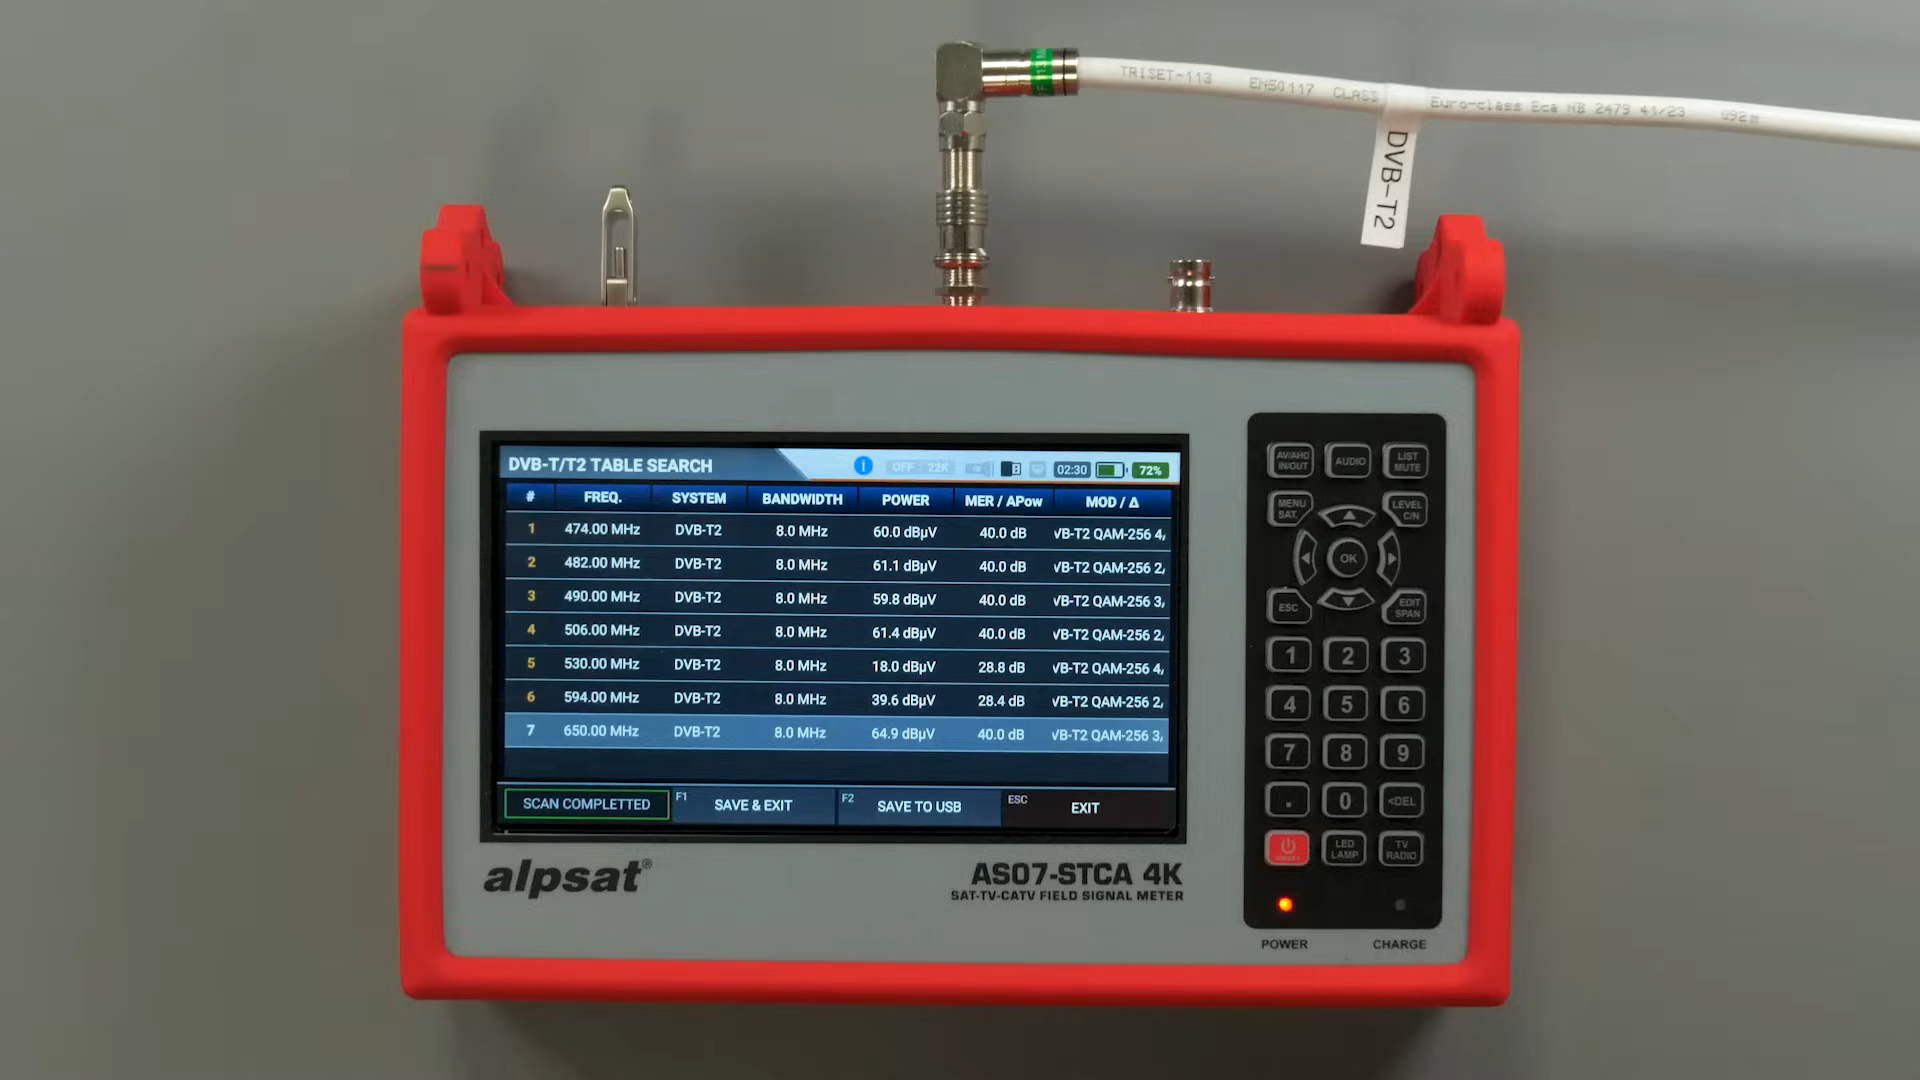 TRISET-113 EN50117 CLASS Euro-class Eca NB 2479 41/23 092m
DVB-T2
DVB-T/T2 TABLE SEARCH
OFF : 22K
02:30
72%
# FREQ. SYSTEM BANDWIDTH POWER MER / APow MOD / Δ
1 474.00 MHz DVB-T2 8.0 MHz 60.0 dBµV 40.0 dB VB-T2 QAM-256 4/
2 482.00 MHz DVB-T2 8.0 MHz 61.1 dBµV 40.0 dB VB-T2 QAM-256 2/
3 490.00 MHz DVB-T2 8.0 MHz 59.8 dBµV 40.0 dB VB-T2 QAM-256 3/
4 506.00 MHz DVB-T2 8.0 MHz 61.4 dBµV 40.0 dB VB-T2 QAM-256 2/
5 530.00 MHz DVB-T2 8.0 MHz 18.0 dBµV 28.8 dB VB-T2 QAM-256 4/
6 594.00 MHz DVB-T2 8.0 MHz 39.6 dBµV 28.4 dB VB-T2 QAM-256 2/
7 650.00 MHz DVB-T2 8.0 MHz 64.9 dBµV 40.0 dB VB-T2 QAM-256 3/
SCAN COMPLETTED F1 SAVE & EXIT F2 SAVE TO USB ESC EXIT
alpsat®
AS07-STCA 4K
SAT-TV-CATV FIELD SIGNAL METER
AV/AHD IN/OUT
AUDIO
LIST MUTE
MENU SAT.
LEVEL C/N
OK
ESC
EDIT SPAN
1 2 3
4 5 6
7 8 9
. 0 <DEL
LED LAMP
TV RADIO
POWER CHARGE